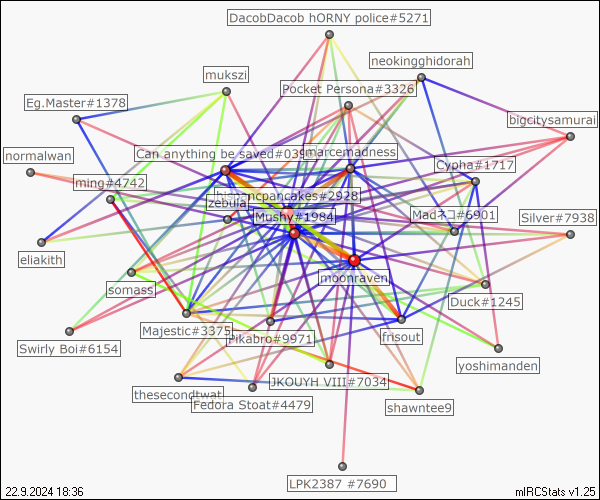 DacobDacob hORNY police#5271
neokingghidorah
mukszi
Pocket Persona#3326
Eg.Master#1378
bigcitysamurai
normalwan
Can anything be saved#039
marcemadness
Cypha#1717
ming#4742
zebula
pancakes#2928
Mushy#1984
Madネコ#6901
Silver#7938
eliakith
moonraven
somass
Duck#1245
Majestic#3375
Pikabro#9971
frisout
Swirly Boi#6154
yoshimanden
JKOUYH VIII#7034
thesecondtwat
Fedora Stoat#4479
shawntee9
LPK2387 #7690
22.9.2024 18:36
mIRCStats v1.25